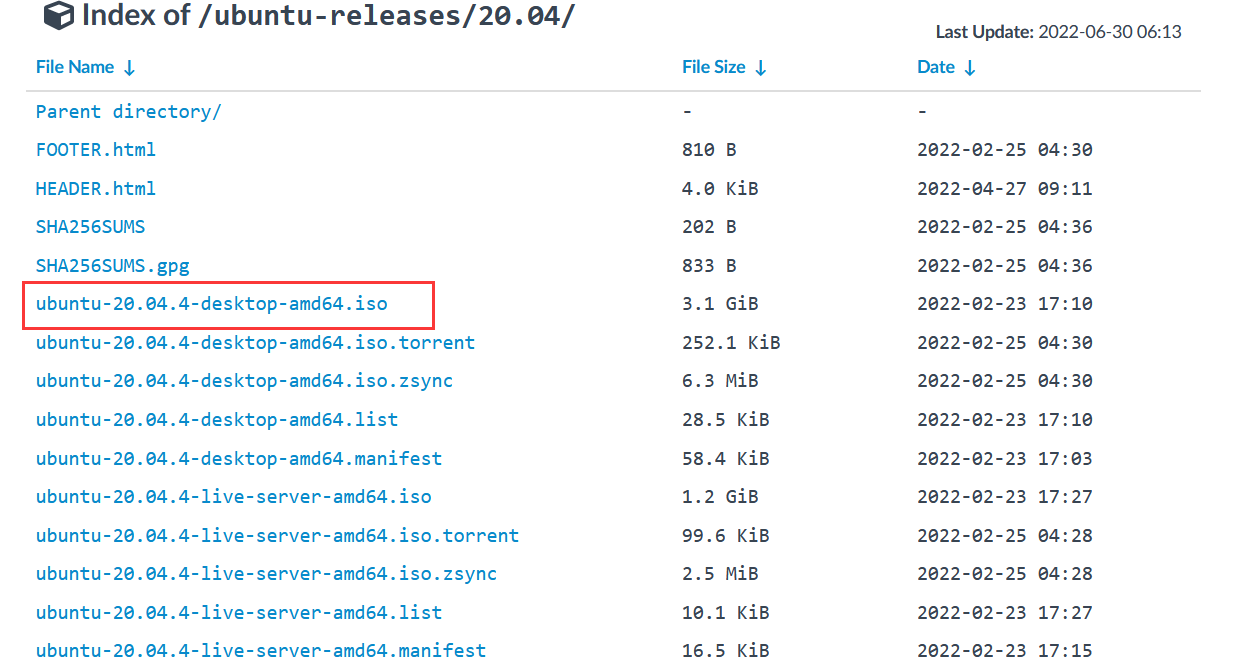 Index of /ubuntu-releases/20.04/
Last Update: 2022-06-30 06:13
File Name ↓ File Size ↓ Date ↓
Parent directory/ - -
FOOTER.html 810 B 2022-02-25 04:30
HEADER.html 4.0 KiB 2022-04-27 09:11
SHA256SUMS 202 B 2022-02-25 04:36
SHA256SUMS.gpg 833 B 2022-02-25 04:36
ubuntu-20.04.4-desktop-amd64.iso 3.1 GiB 2022-02-23 17:10
ubuntu-20.04.4-desktop-amd64.iso.torrent 252.1 KiB 2022-02-25 04:30
ubuntu-20.04.4-desktop-amd64.iso.zsync 6.3 MiB 2022-02-25 04:30
ubuntu-20.04.4-desktop-amd64.list 28.5 KiB 2022-02-23 17:10
ubuntu-20.04.4-desktop-amd64.manifest 58.4 KiB 2022-02-23 17:03
ubuntu-20.04.4-live-server-amd64.iso 1.2 GiB 2022-02-23 17:27
ubuntu-20.04.4-live-server-amd64.iso.torrent 99.6 KiB 2022-02-25 04:28
ubuntu-20.04.4-live-server-amd64.iso.zsync 2.5 MiB 2022-02-25 04:28
ubuntu-20.04.4-live-server-amd64.list 10.1 KiB 2022-02-23 17:27
ubuntu-20.04.4-live-server-amd64.manifest 16.5 KiB 2022-02-23 17:15